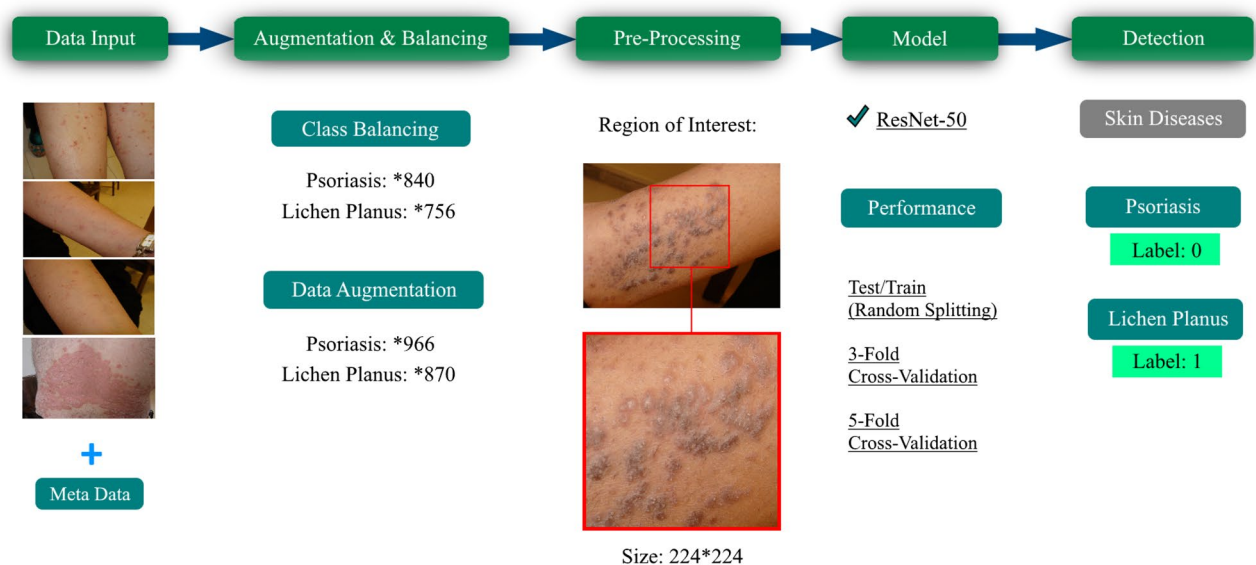 Data Input
Augmentation & Balancing
Pre-Processing
Model
Detection
Class Balancing
Psoriasis: *840
Lichen Planus: *756
Data Augmentation
Psoriasis: *966
Lichen Planus: *870
Meta Data
Region of Interest:
Size: 224*224
ResNet-50
Performance
Test/Train
(Random Splitting)
3-Fold
Cross-Validation
5-Fold
Cross-Validation
Skin Diseases
Psoriasis
Label: 0
Lichen Planus
Label: 1